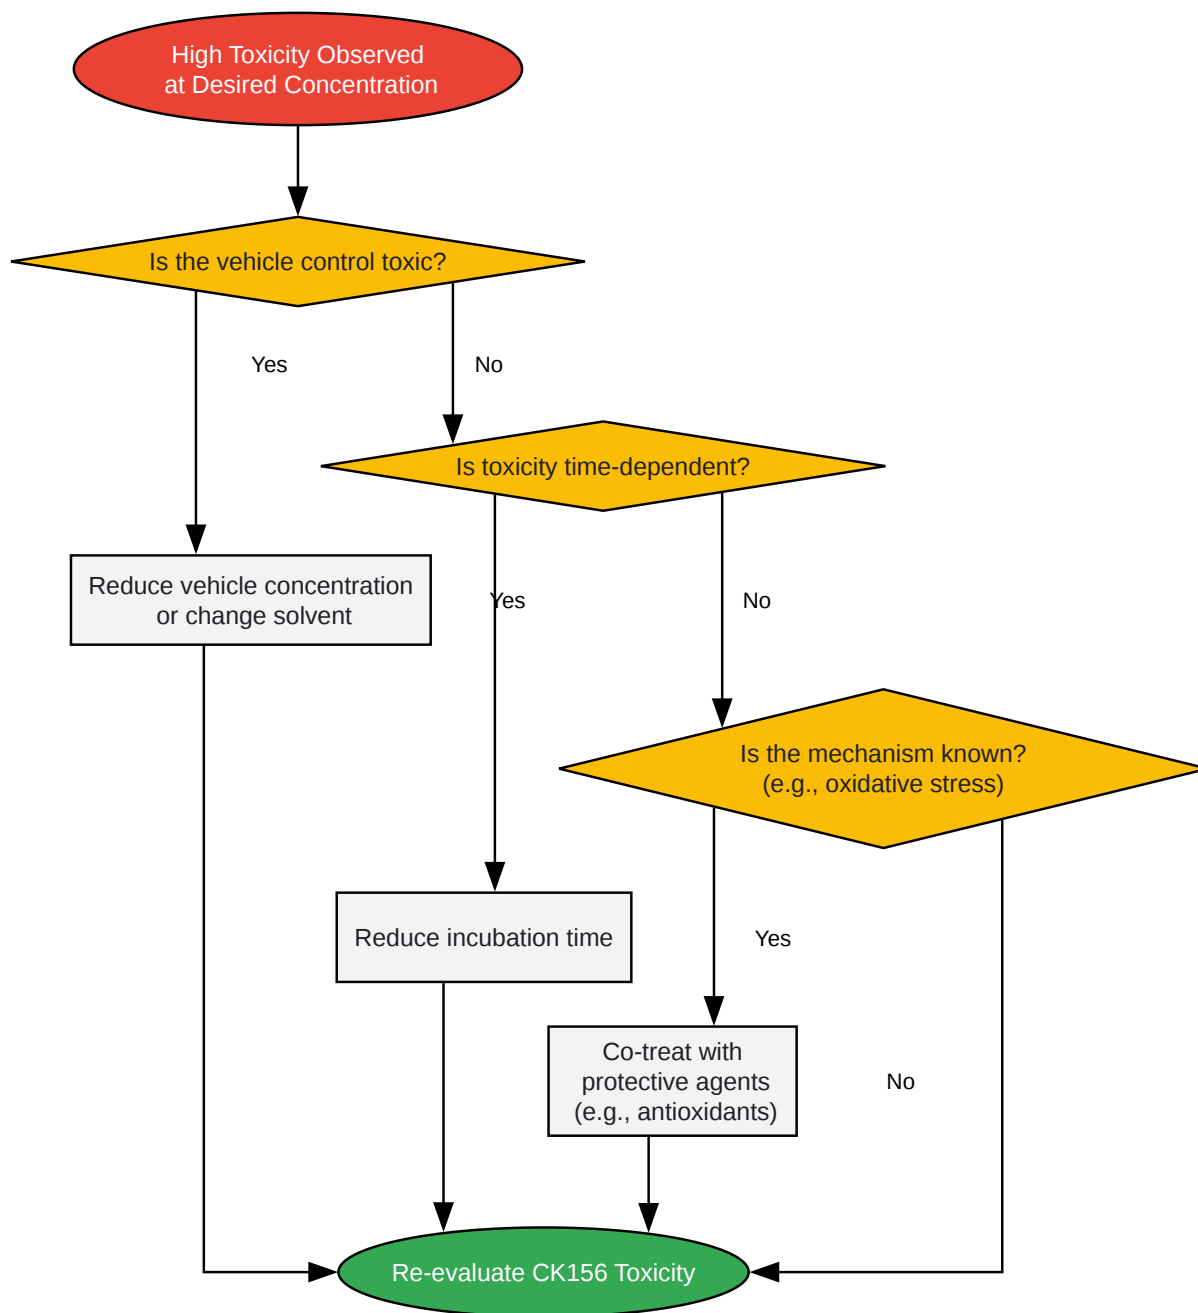 High Toxicity Observed
at Desired Concentration
Is the vehicle control toxic?
Yes
No
Is toxicity time-dependent?
Reduce vehicle concentration
or change solvent
Yes
No
Is the mechanism known?
(e.g., oxidative stress)
Reduce incubation time
Yes
Co-treat with
protective agents
(e.g., antioxidants)
No
Re-evaluate CK156 Toxicity